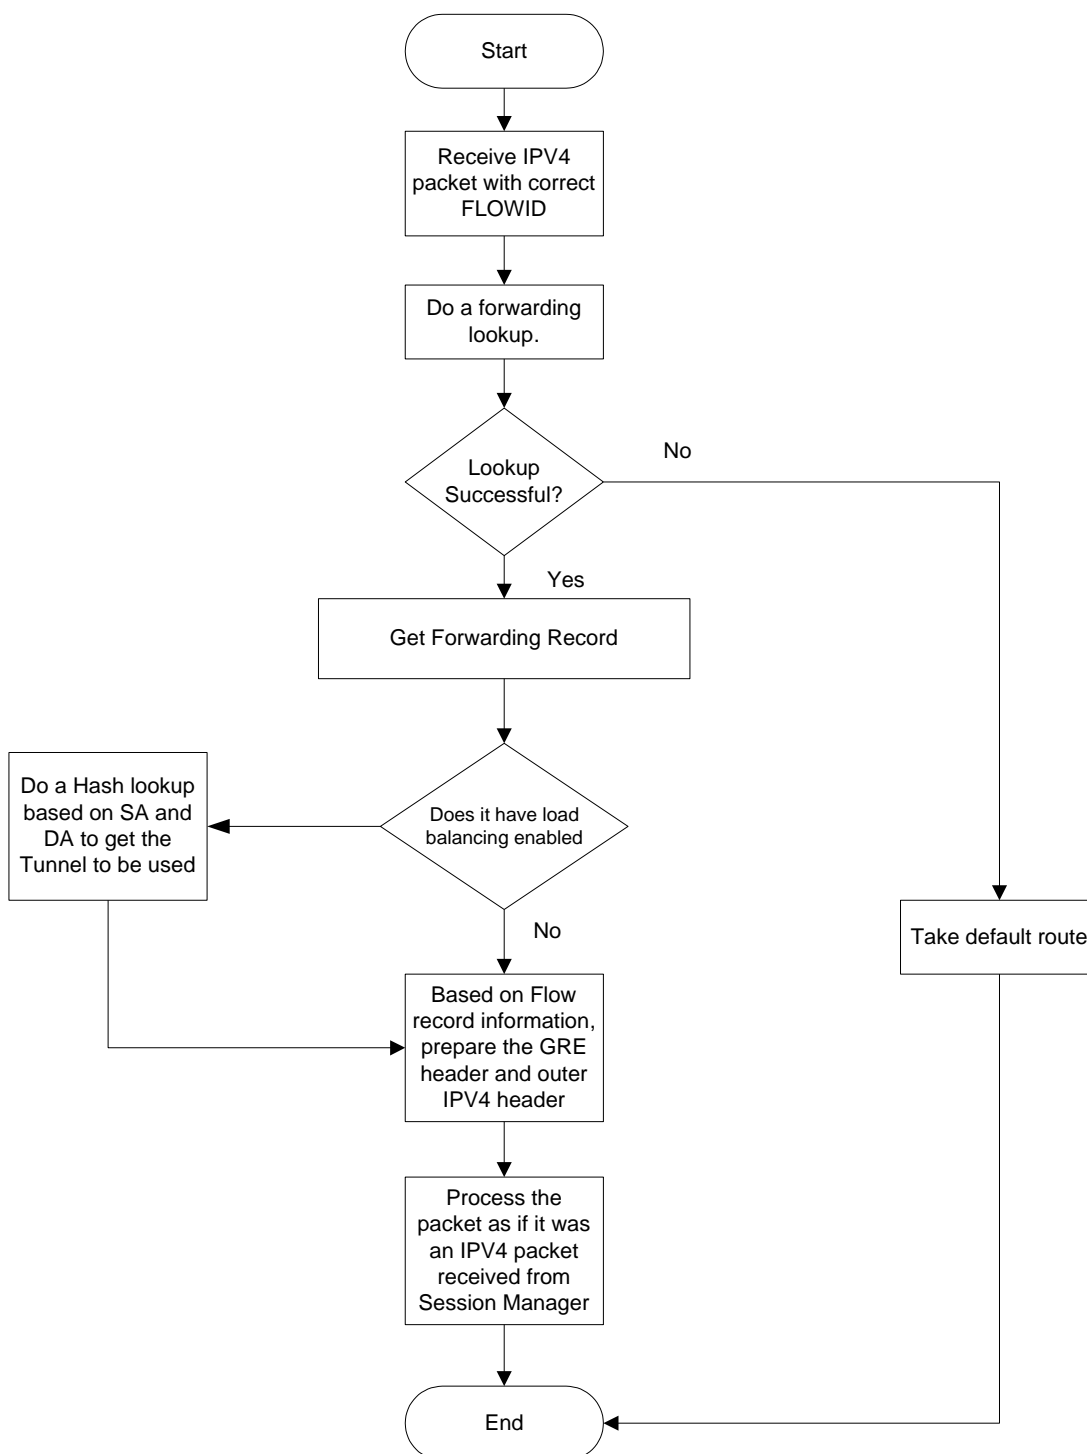 Start
Receive IPV4
packet with correct
FLOWID
Do a forwarding
lookup.
Lookup
Successful?
No
Yes
Get Forwarding Record
Do a Hash lookup
based on SA and
DA to get the
Tunnel to be used
Does it have load
balancing enabled
No
Take default route
Based on Flow
record information,
prepare the GRE
header and outer
IPV4 header
Process the
packet as if it was
an IPV4 packet
received from
Session Manager
End